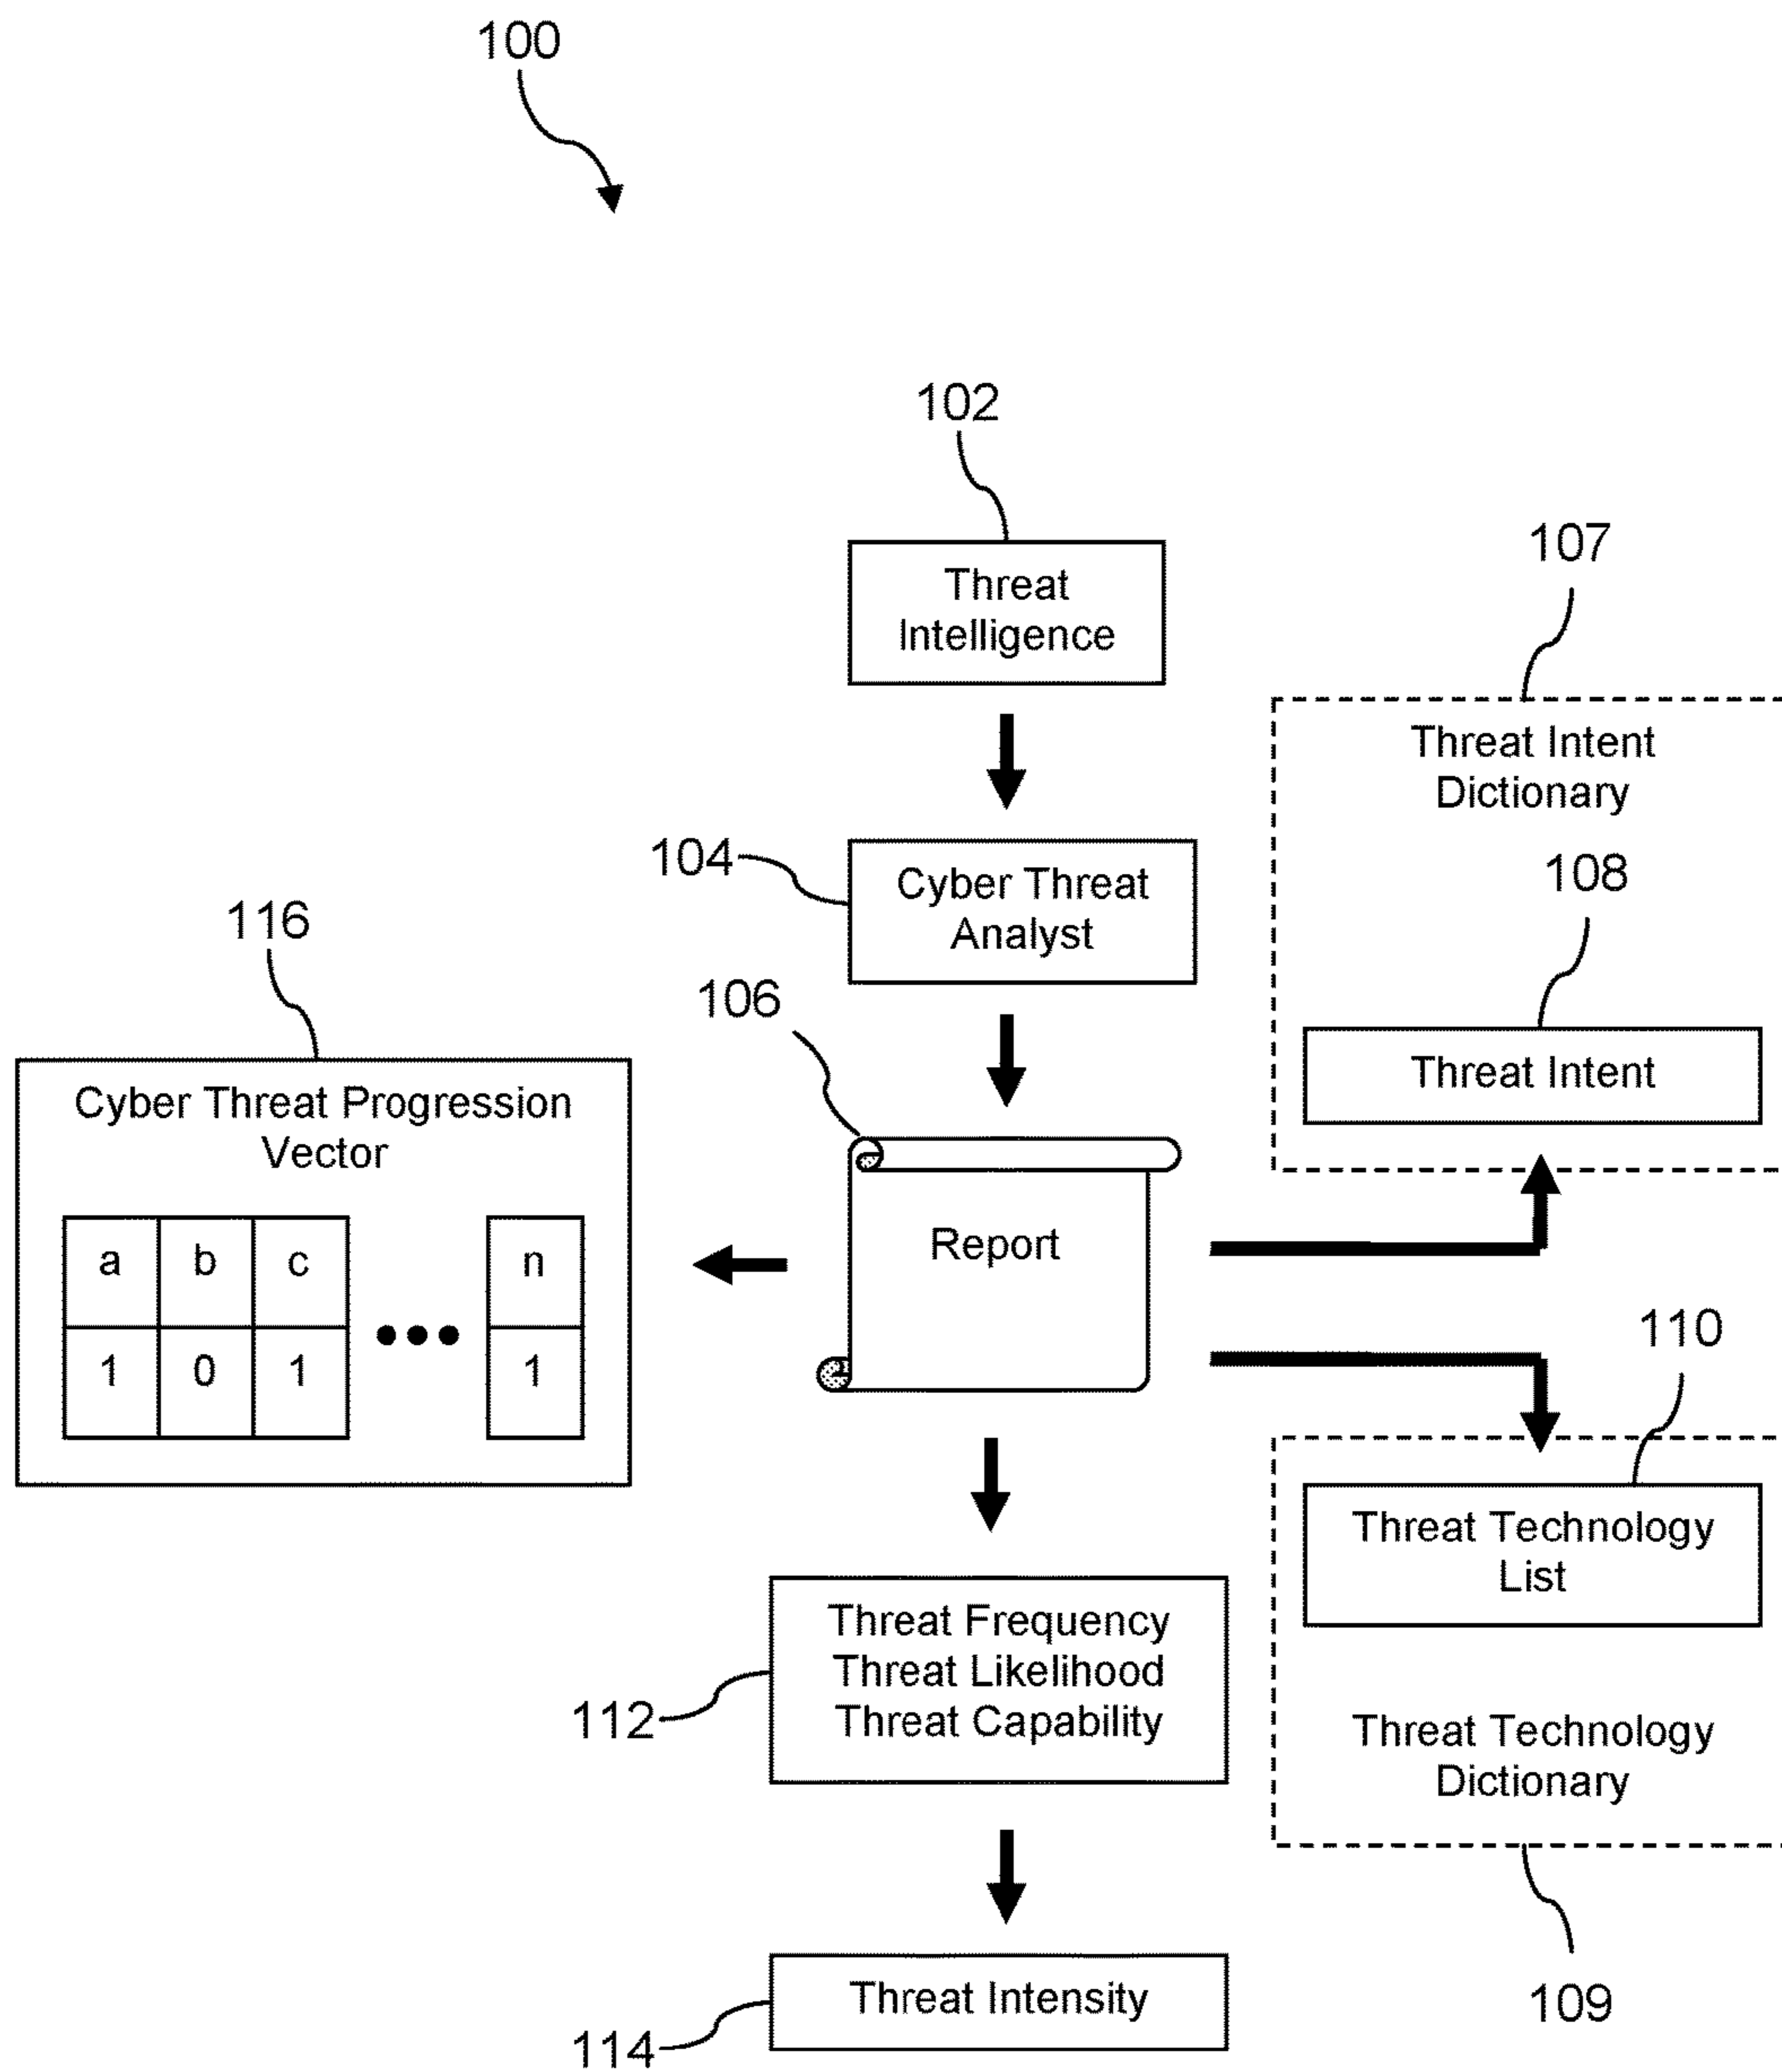 100
102
Threat
Intelligence
107
Threat Intent
Dictionary
104
Cyber Threat
Analyst
108
Threat Intent
116
106
Cyber Threat Progression
Vector
a b c n
1 0 1 1
Report
110
Threat Technology
List
Threat Frequency
Threat Likelihood
Threat Capability
112
Threat Technology
Dictionary
109
Threat Intensity
114